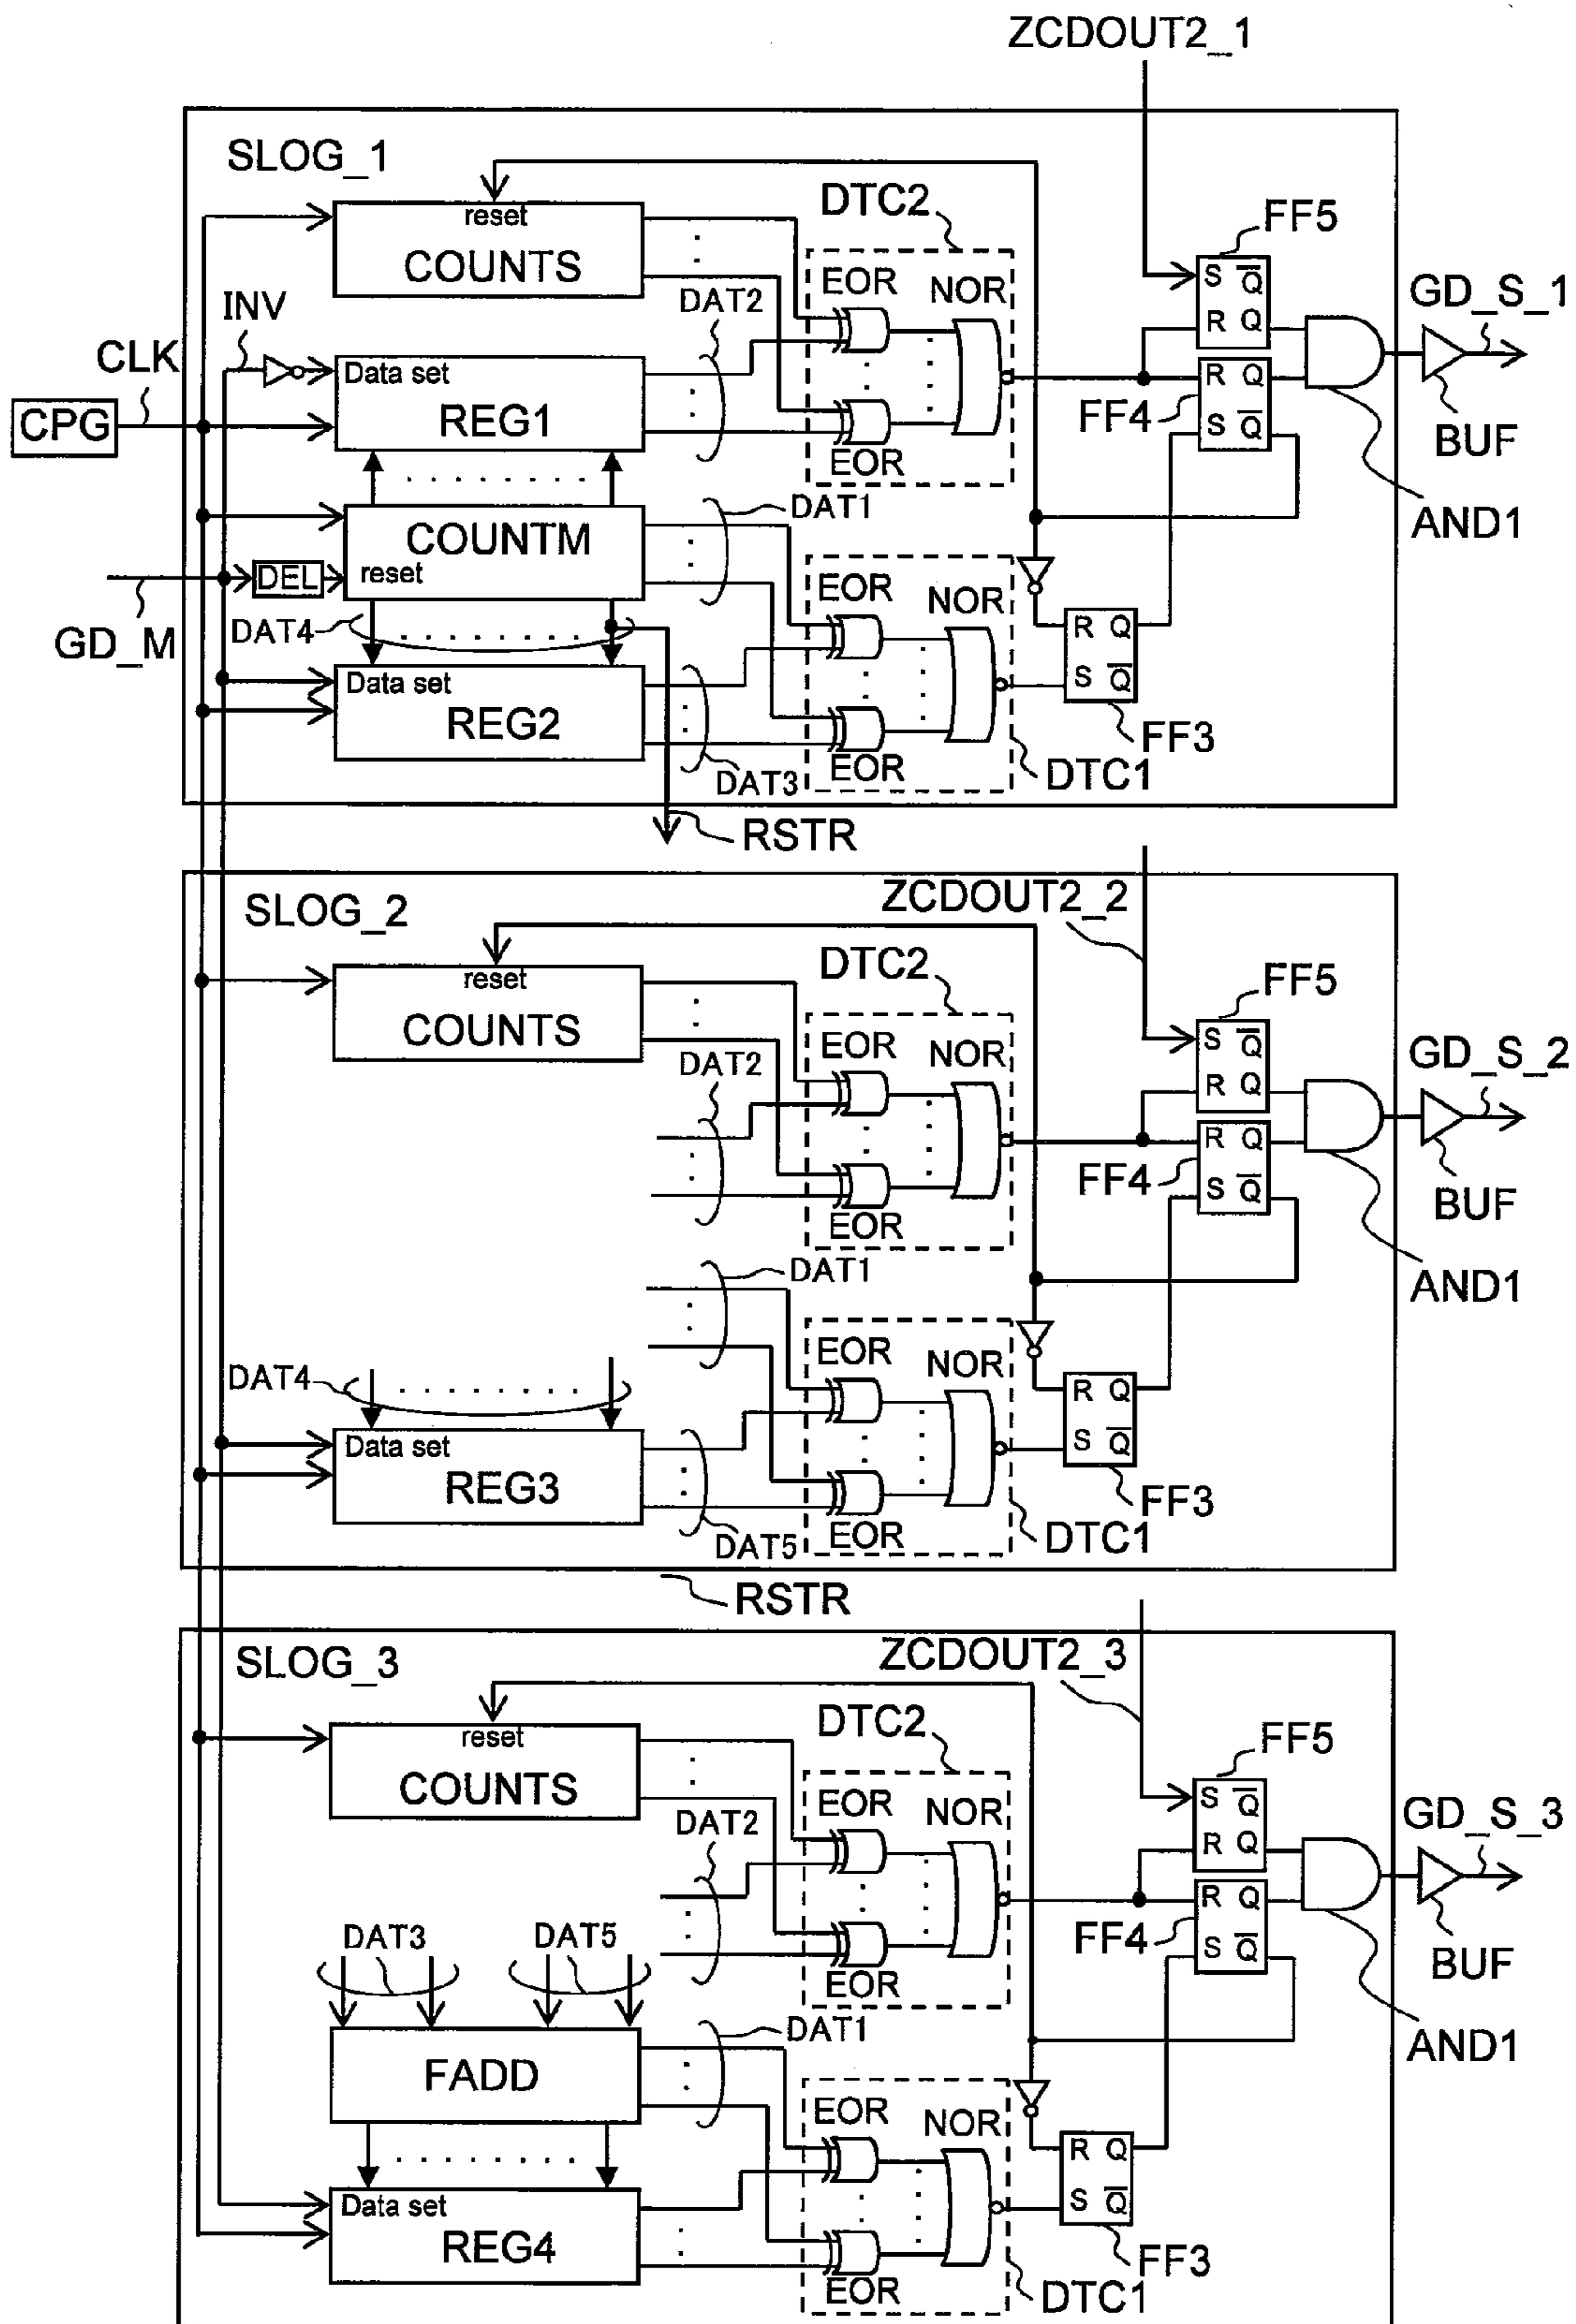 ZCDOUT2_1
SLOG_1
reset
COUNTS
DTC2
EOR
NOR
EOR
DAT2
FF5
S Q
R Q
GD_S_1
INV
CLK
CPG
Data set
REG1
FF4
R Q
S Q
BUF
AND1
DAT1
COUNTM
reset
DEL
GD_M
DAT4
EOR
NOR
EOR
R Q
S Q
FF3
DTC1
Data set
REG2
DAT3
RSTR
SLOG_2
ZCDOUT2_2
reset
COUNTS
DTC2
EOR
NOR
EOR
DAT2
FF5
S Q
R Q
GD_S_2
FF4
R Q
S Q
BUF
AND1
DAT1
DAT4
EOR
NOR
EOR
R Q
S Q
FF3
DTC1
Data set
REG3
DAT5
RSTR
SLOG_3
ZCDOUT2_3
reset
COUNTS
DTC2
EOR
NOR
EOR
DAT2
FF5
S Q
R Q
GD_S_3
FF4
R Q
S Q
BUF
AND1
DAT3
DAT5
DAT1
FADD
EOR
NOR
EOR
R Q
S Q
FF3
DTC1
Data set
REG4